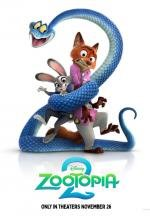 Disney
ZOOTOPIA
2
ONLY IN THEATERS NOVEMBER 26